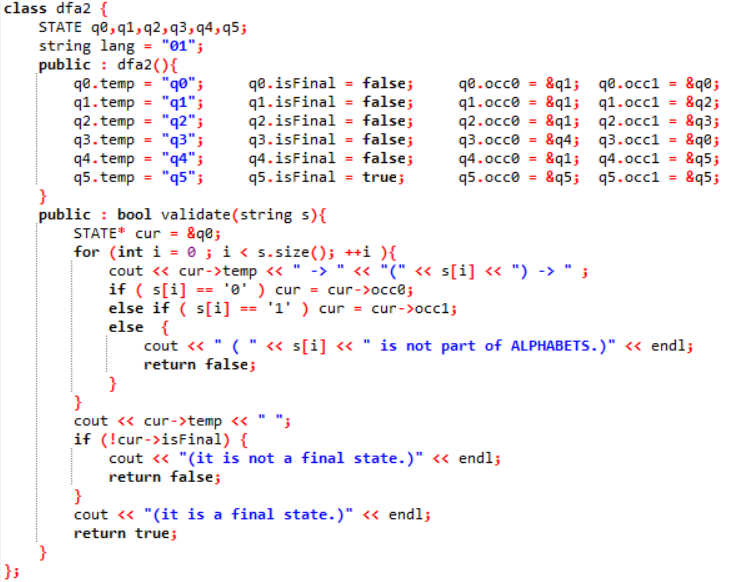 class dfa2 {
    STATE q0,q1,q2,q3,q4,q5;
    string lang = "01";
    public : dfa2(){
        q0.temp = "q0";     q0.isFinal = false;     q0.occ0 = &q1;  q0.occ1 = &q0;
        q1.temp = "q1";     q1.isFinal = false;     q1.occ0 = &q1;  q1.occ1 = &q2;
        q2.temp = "q2";     q2.isFinal = false;     q2.occ0 = &q1;  q2.occ1 = &q3;
        q3.temp = "q3";     q3.isFinal = false;     q3.occ0 = &q4;  q3.occ1 = &q0;
        q4.temp = "q4";     q4.isFinal = false;     q4.occ0 = &q1;  q4.occ1 = &q5;
        q5.temp = "q5";     q5.isFinal = true;      q5.occ0 = &q5;  q5.occ1 = &q5;
    }
    public : bool validate(string s){
        STATE* cur = &q0;
        for (int i = 0 ; i < s.size(); ++i ){
            cout << cur->temp << " -> " << "(" << s[i] << ") -> " ;
            if ( s[i] == '0' ) cur = cur->occ0;
            else if ( s[i] == '1' ) cur = cur->occ1;
            else  {
                cout << " ( " << s[i] << " is not part of ALPHABETS.)" << endl;
                return false;
            }
        }
        cout << cur->temp << " ";
        if (!cur->isFinal) {
            cout << "(it is not a final state.)" << endl;
            return false;
        }
        cout << "(it is a final state.)" << endl;
        return true;
    }
};